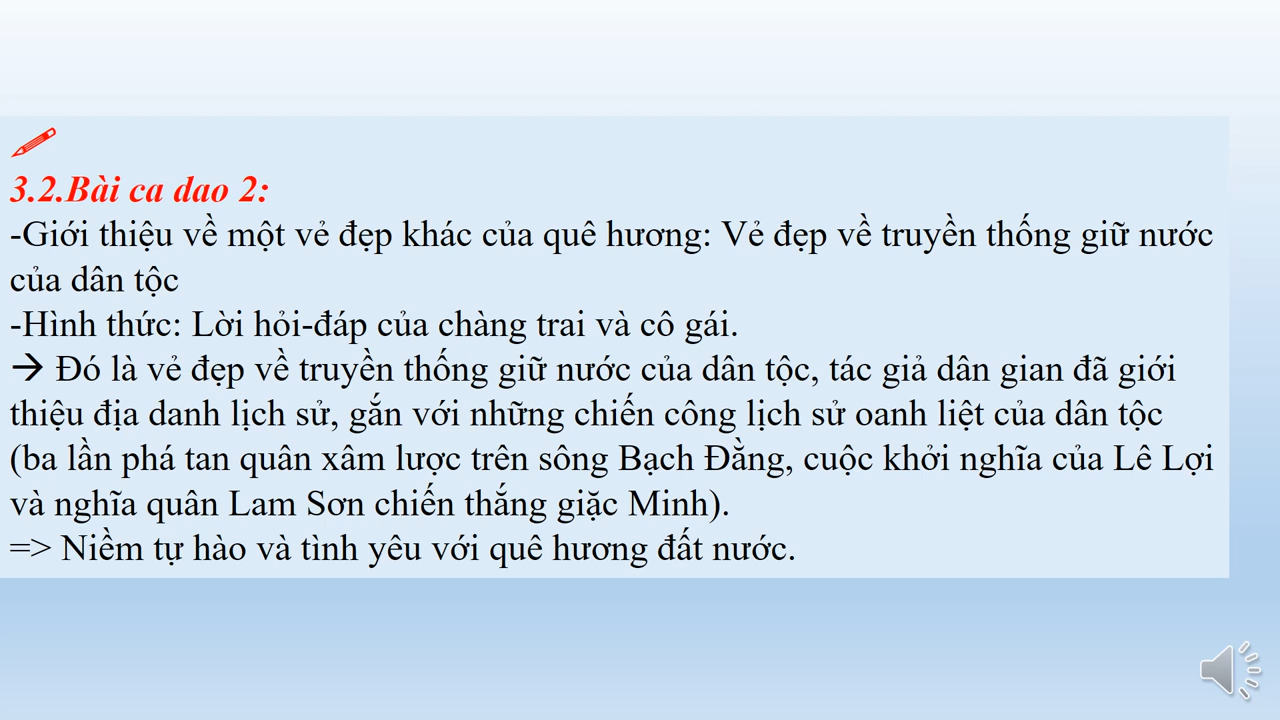 3.2.Bài ca dao 2:
-Giới thiệu về một vẻ đẹp khác của quê hương: Vẻ đẹp về truyền thống giữ nước
của dân tộc
-Hình thức: Lời hỏi-đáp của chàng trai và cô gái.
→ Đó là vẻ đẹp về truyền thống giữ nước của dân tộc, tác giả dân gian đã giới
thiệu địa danh lịch sử, gắn với những chiến công lịch sử oanh liệt của dân tộc
(ba lần phá tan quân xâm lược trên sông Bạch Đằng, cuộc khởi nghĩa của Lê Lợi
và nghĩa quân Lam Sơn chiến thắng giặc Minh).
=> Niềm tự hào và tình yêu với quê hương đất nước.